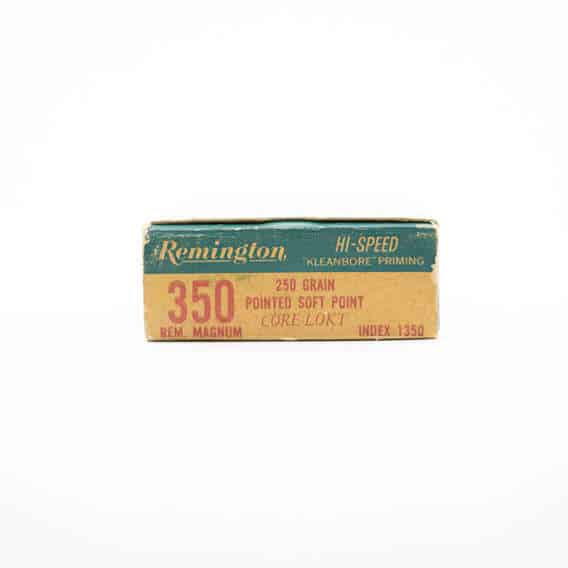 Remington
HI-SPEED
"KLEANBORE" PRIMING
350
REM. MAGNUM
250 GRAIN
POINTED SOFT POINT
CORE-LOKT
INDEX 1350